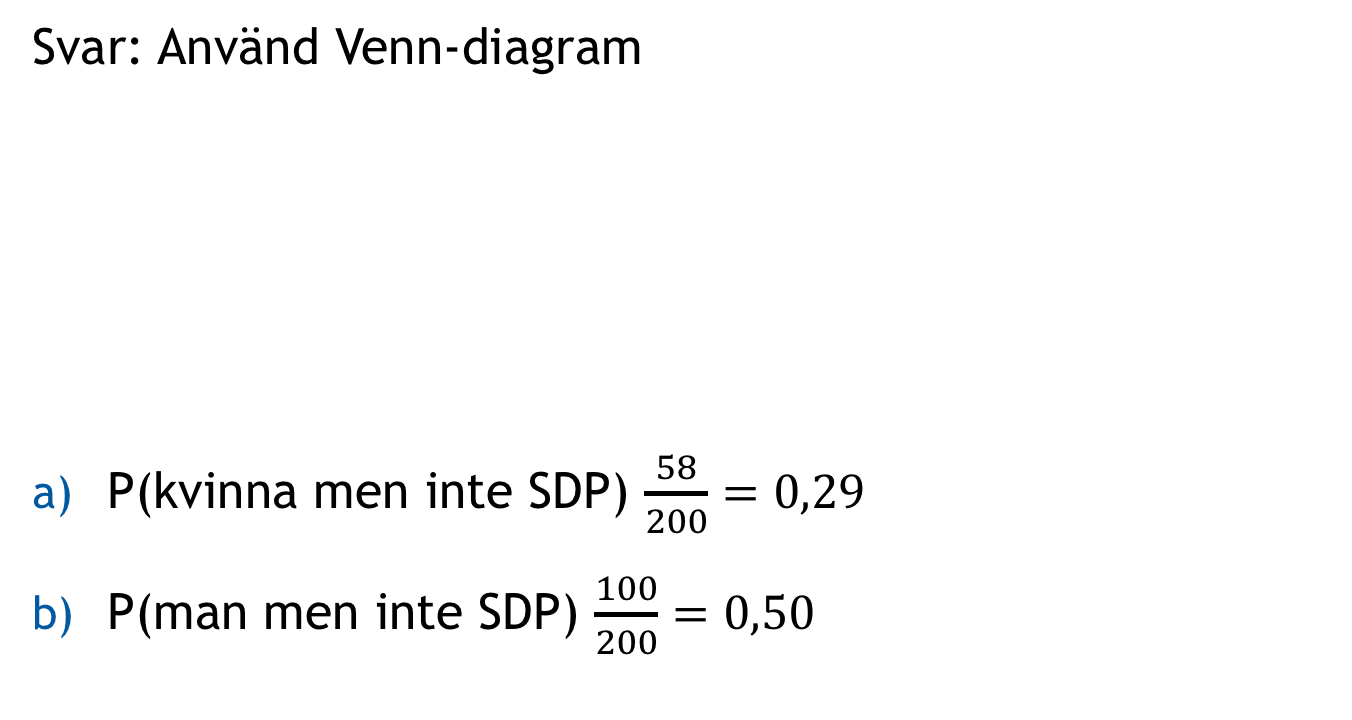 Svar: Använd Venn-diagram
a) P(kvinna men inte SDP) 58/200 = 0,29
b) P(man men inte SDP) 100/200 = 0,50